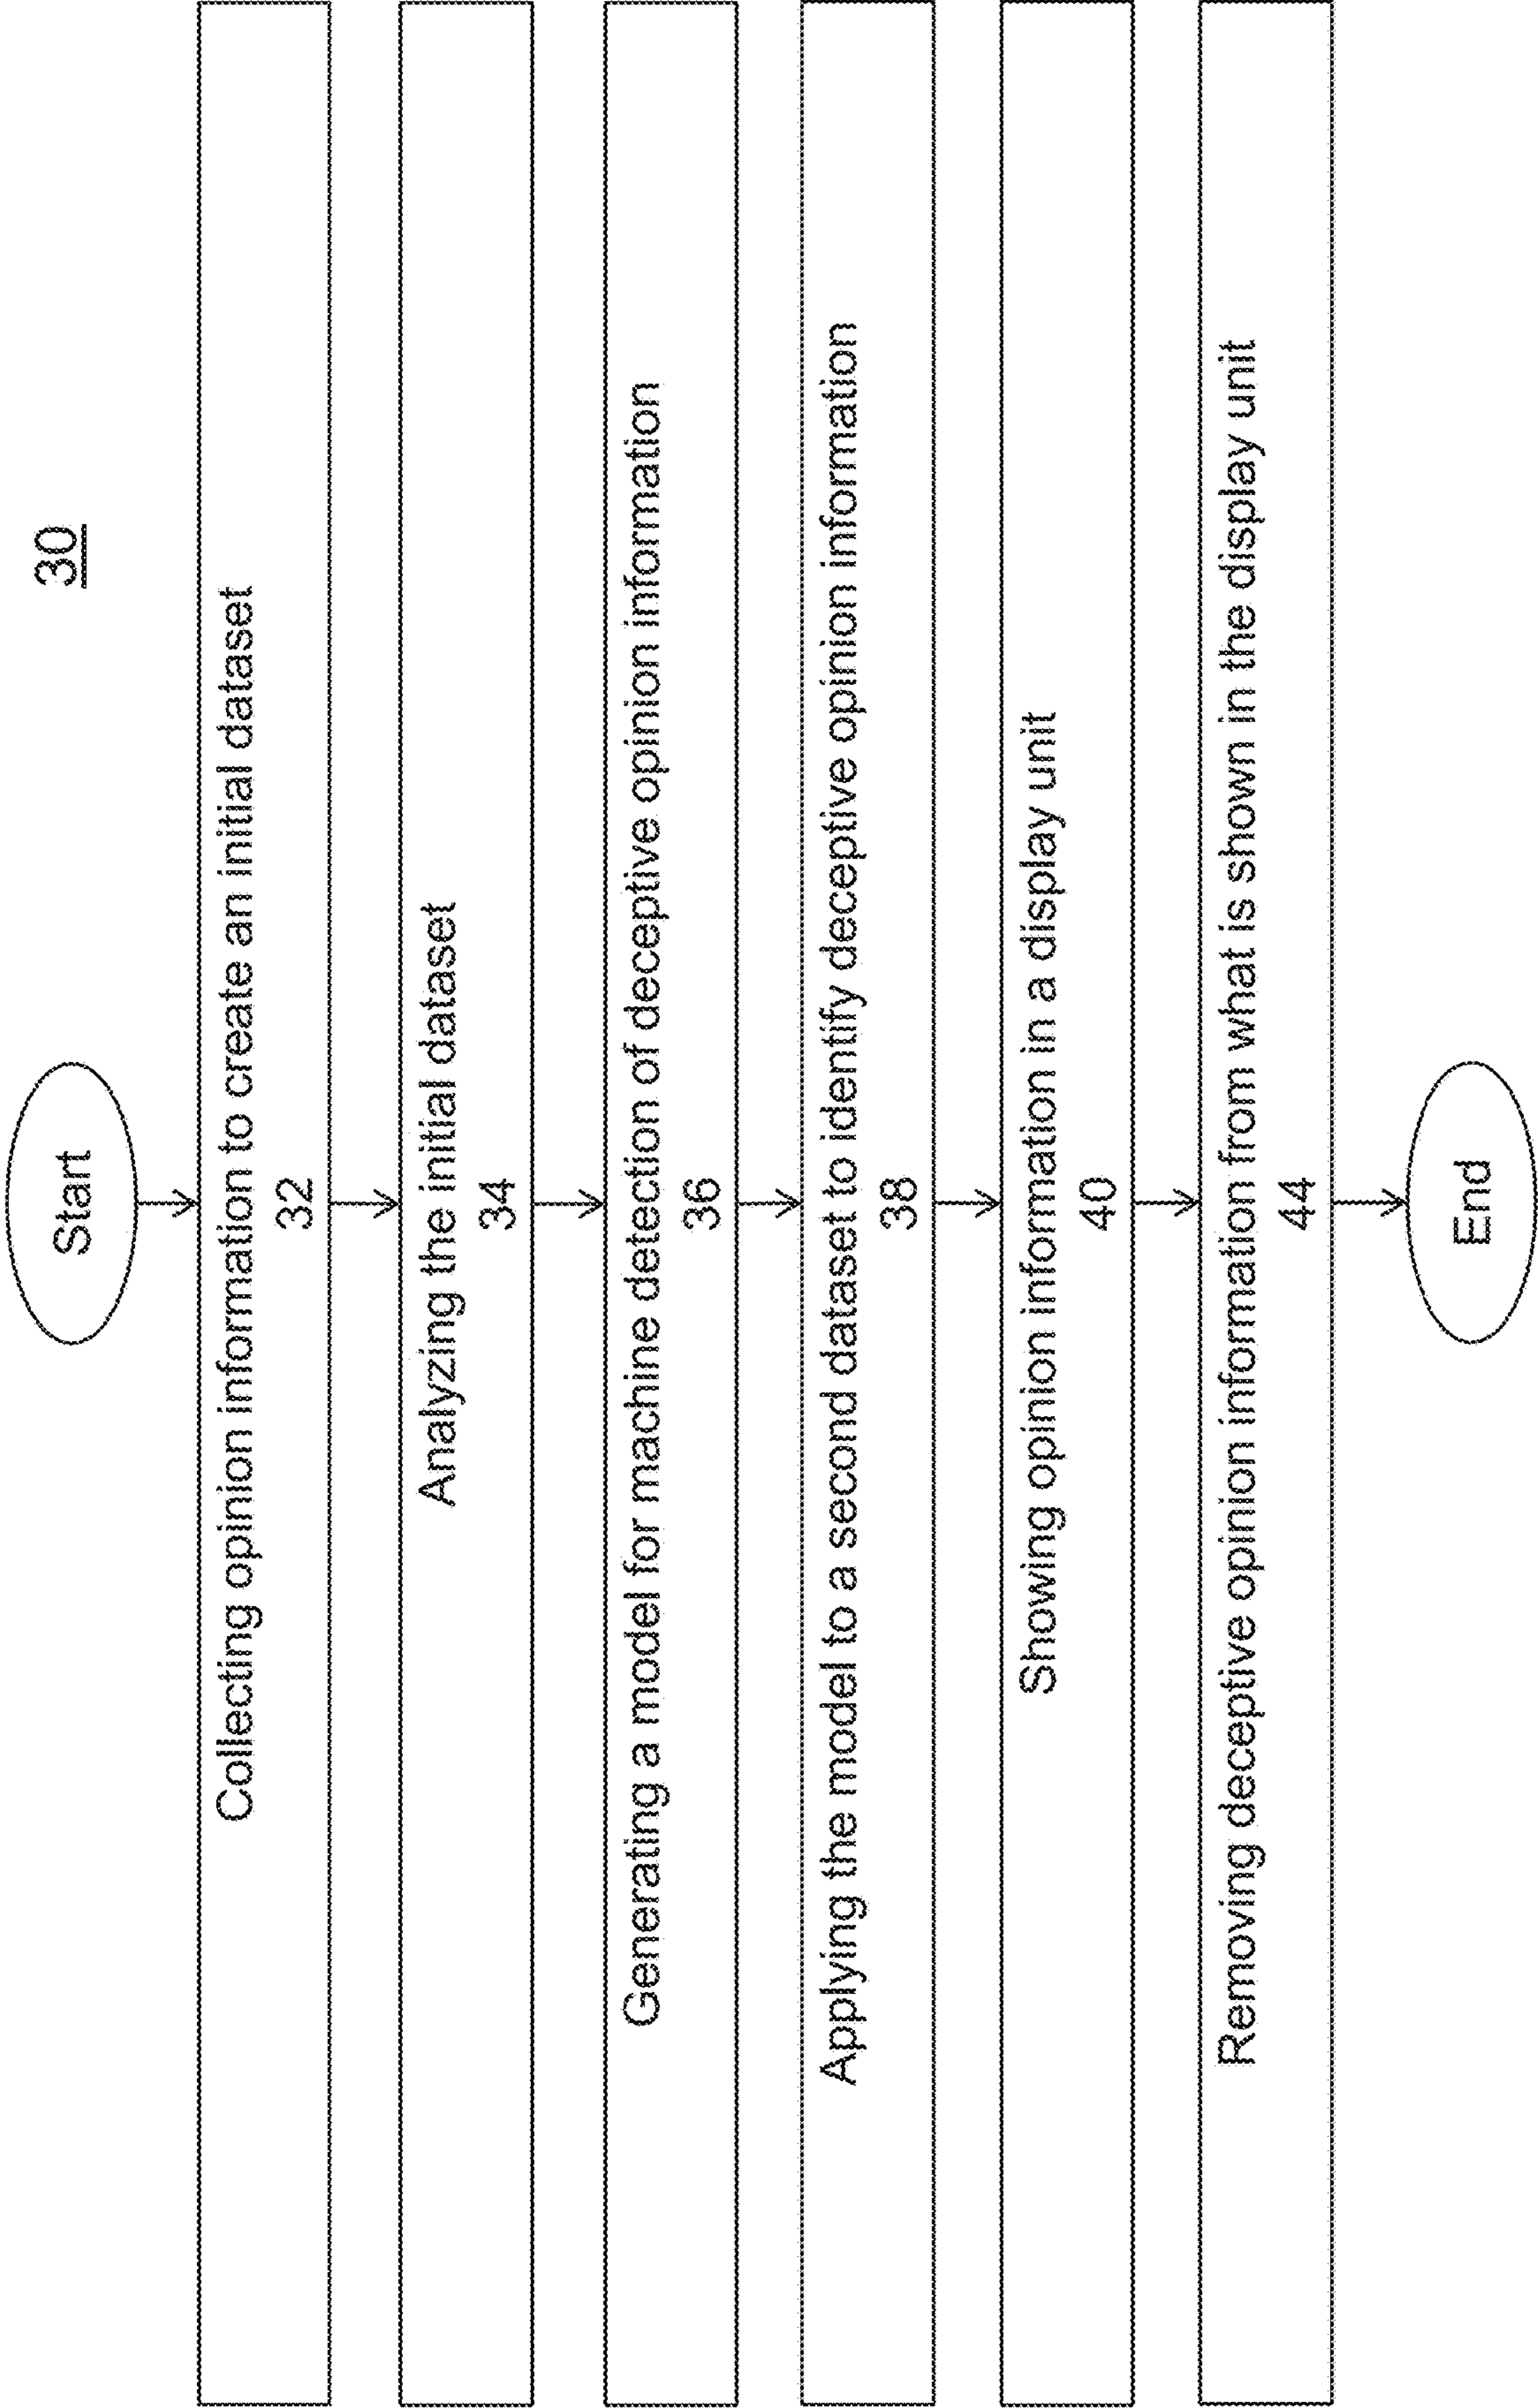 30
Start
Collecting opinion information to create an initial dataset
32
Analyzing the initial dataset
34
Generating a model for machine detection of deceptive opinion information
36
Applying the model to a second dataset to identify deceptive opinion information
38
Showing opinion information in a display unit
40
Removing deceptive opinion information from what is shown in the display unit
44
End